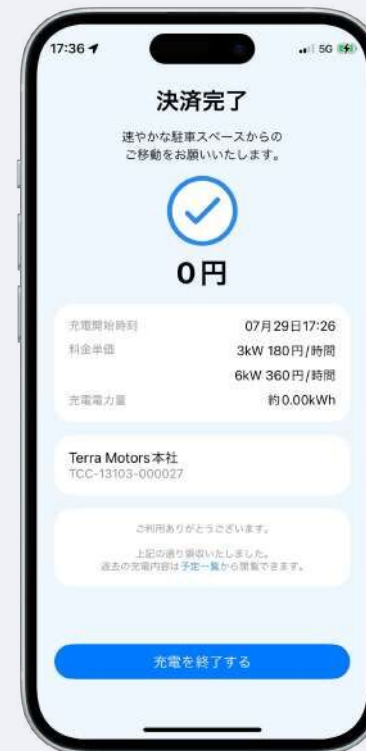 17:36
5G
決済完了
速やかな駐車スペースからの
ご移動をお願いいたします。
0円
充電開始時刻 07月29日17:26
料金単価 3kW 180円/時間
6kW 360円/時間
充電電力量 約0.00kWh
Terra Motors本社
TCC-13103-000027
ご利用ありがとうございます。
上記の通り領収いたしました。
過去の充電内容は予定一覧から閲覧できます。
充電を終了する